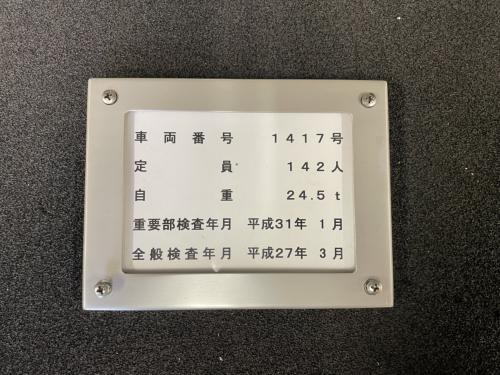 車両番号 1417号
定員 142人
自重 24.5t
重要部検査年月 平成31年 1月
全般検査年月 平成27年 3月